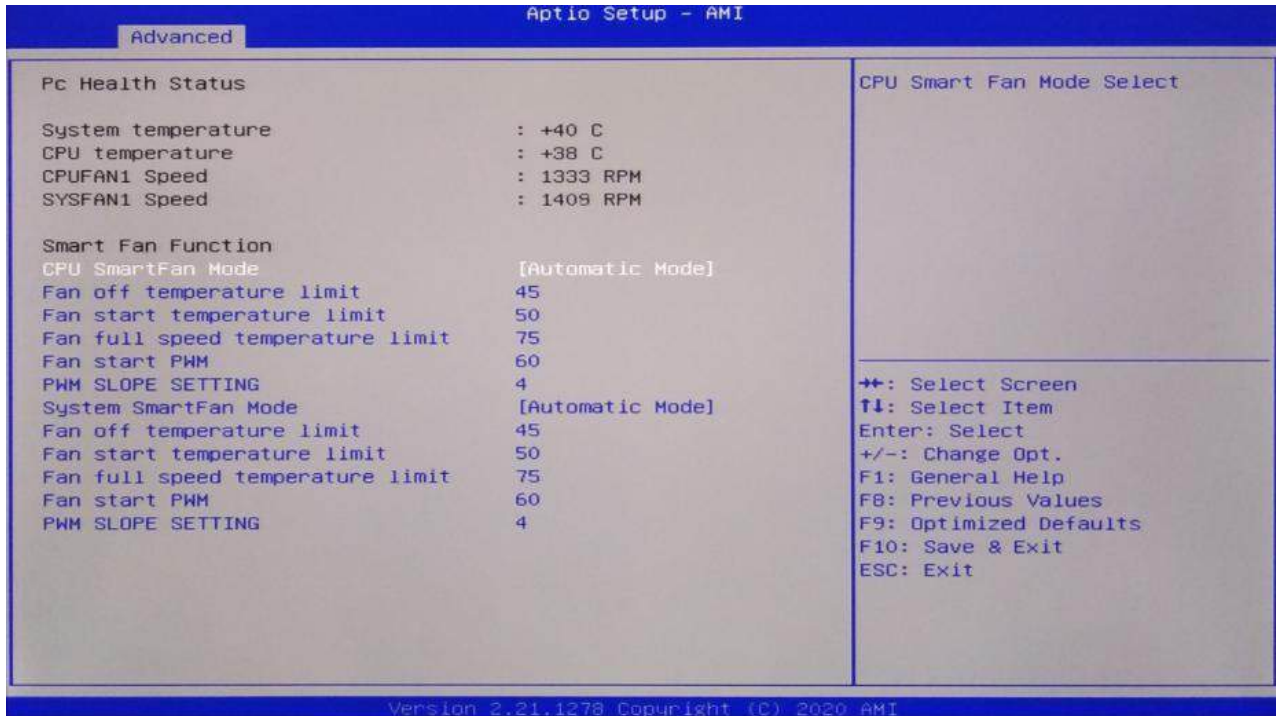 Aptio Setup - AMI
Advanced
Pc Health Status
System temperature : +40 C
CPU temperature : +38 C
CPUFAN1 Speed : 1333 RPM
SYSFAN1 Speed : 1409 RPM
Smart Fan Function
CPU SmartFan Mode [Automatic Mode]
Fan off temperature limit 45
Fan start temperature limit 50
Fan full speed temperature limit 75
Fan start PWM 60
PWM SLOPE SETTING 4
System SmartFan Mode [Automatic Mode]
Fan off temperature limit 45
Fan start temperature limit 50
Fan full speed temperature limit 75
Fan start PWM 60
PWM SLOPE SETTING 4
CPU Smart Fan Mode Select
→←: Select Screen
↑↓: Select Item
Enter: Select
+/-: Change Opt.
F1: General Help
F8: Previous Values
F9: Optimized Defaults
F10: Save & Exit
ESC: Exit
Version 2.21.1278 Copyright (C) 2020 AMI